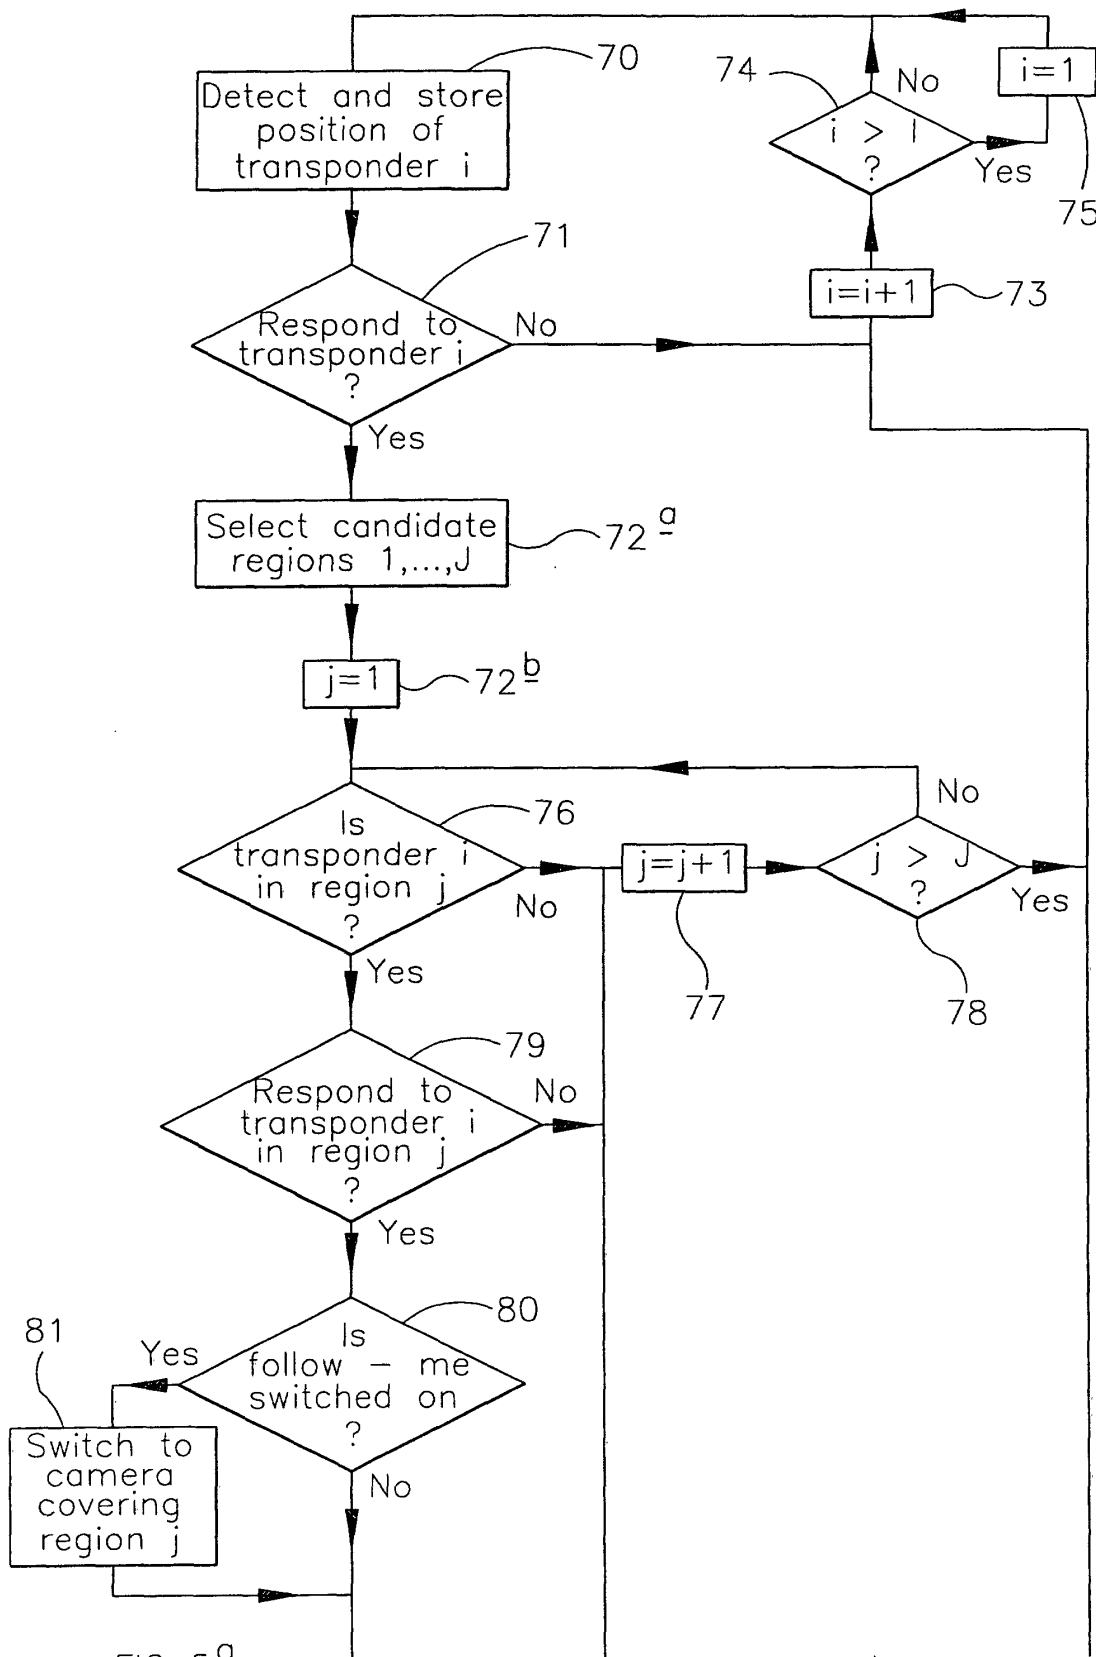 70
Detect and store
position of
transponder i
74
No
i > I
?
Yes
i=1
75
71
Respond to
transponder i
?
No
Yes
i=i+1
73
Select candidate
regions 1,...,J
72a
j=1
72b
76
Is
transponder i
in region j
?
No
Yes
j=j+1
77
No
j > J
?
Yes
78
79
Respond to
transponder i
in region j
?
No
Yes
80
Is
follow - me
switched on
?
Yes
No
81
Switch to
camera
covering
region j